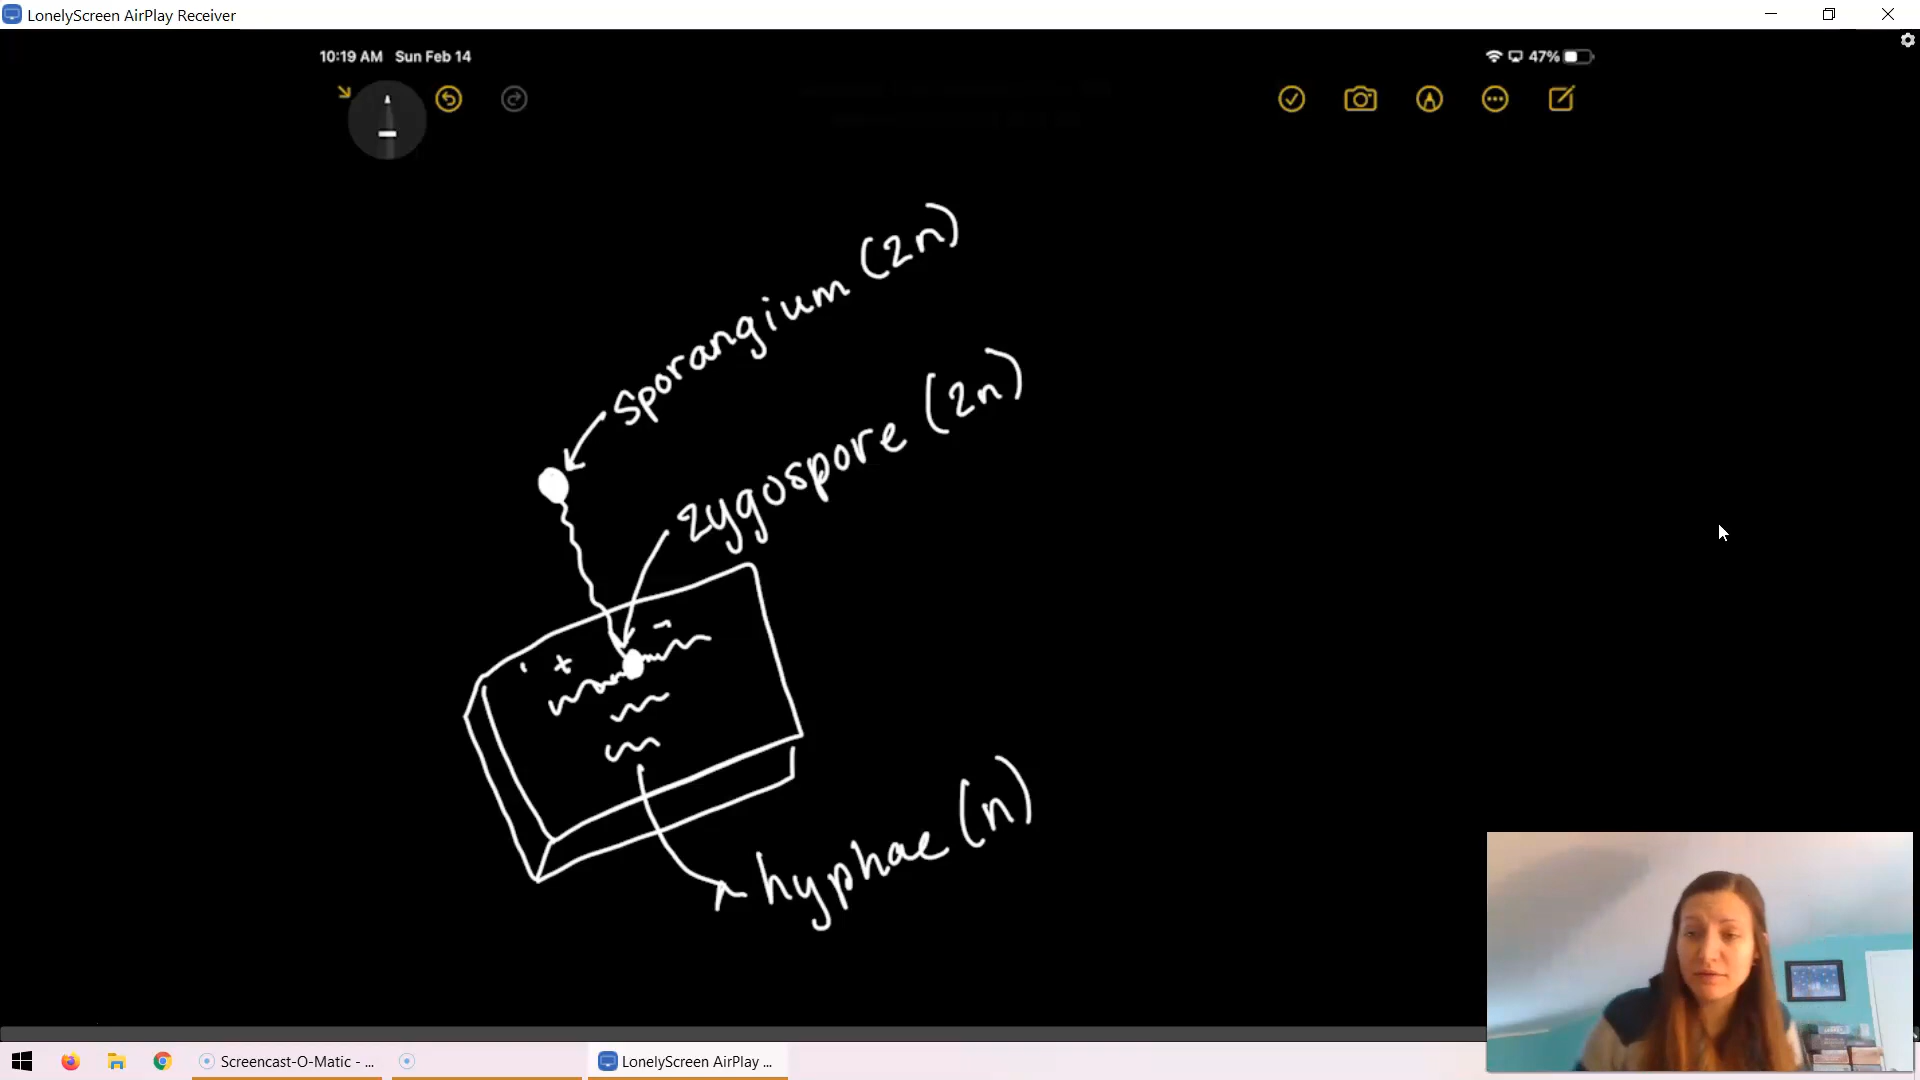 LonelyScreen AirPlay Receiver
10:19 AM Sun Feb 14
47%
sporangium (2n)
zygospore (2n)
+ -
hyphae (n)
Screencast-O-Matic - ...
LonelyScreen AirPlay ...